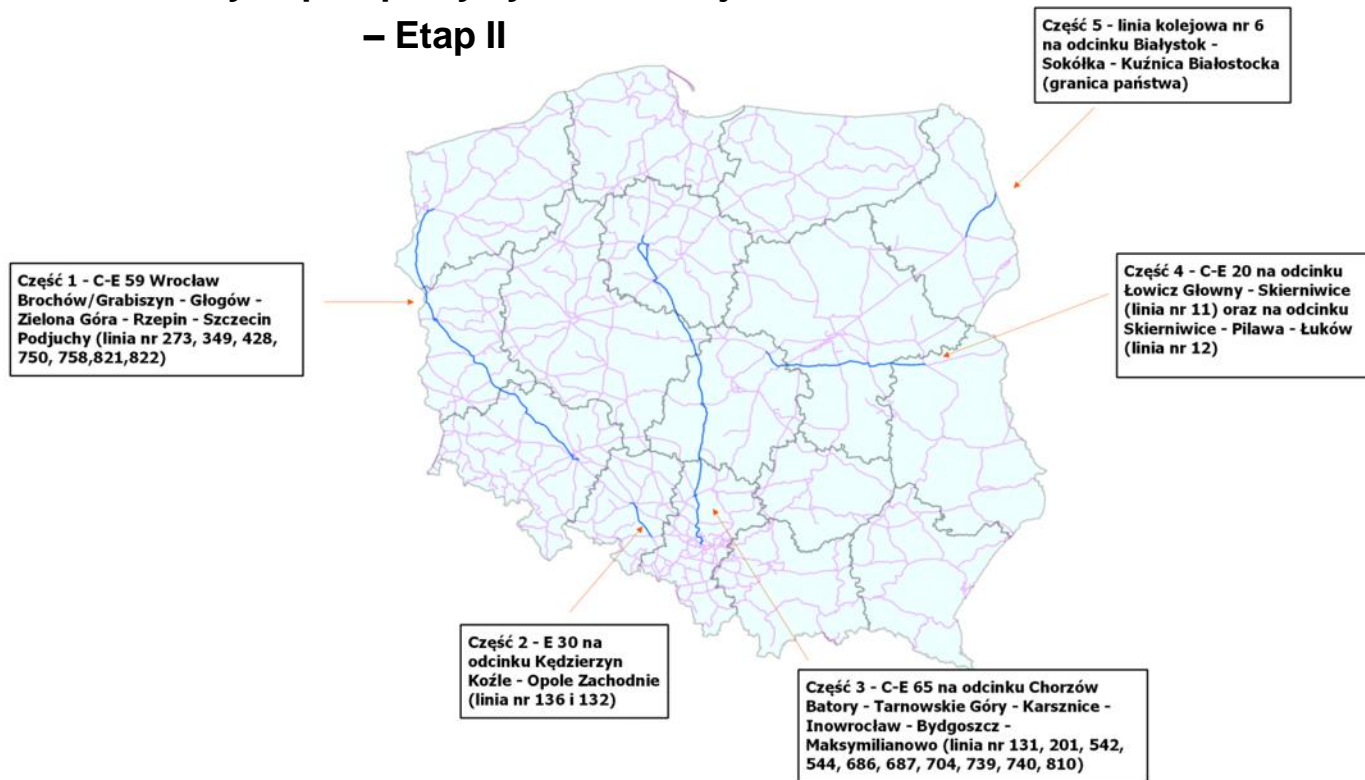 – Etap II
Część 5 - linia kolejowa nr 6
na odcinku Białystok -
Sokółka - Kuźnica Białostocka
(granica państwa)
Część 1 - C-E 59 Wrocław
Brochów/Grabiszyn - Głogów -
Zielona Góra - Rzepin - Szczecin
Podjuchy (linia nr 273, 349, 428,
750, 758,821,822)
Część 4 - C-E 20 na odcinku
Łowicz Głowny - Skierniwice
(linia nr 11) oraz na odcinku
Skierniwice - Pilawa - Łuków
(linia nr 12)
Część 2 - E 30 na
odcinku Kędzierzyn
Koźle - Opole Zachodnie
(linia nr 136 i 132)
Część 3 - C-E 65 na odcinku Chorzów
Batory - Tarnowskie Góry - Karsznice -
Inowrocław - Bydgoszcz -
Maksymilianowo (linia nr 131, 201, 542,
544, 686, 687, 704, 739, 740, 810)